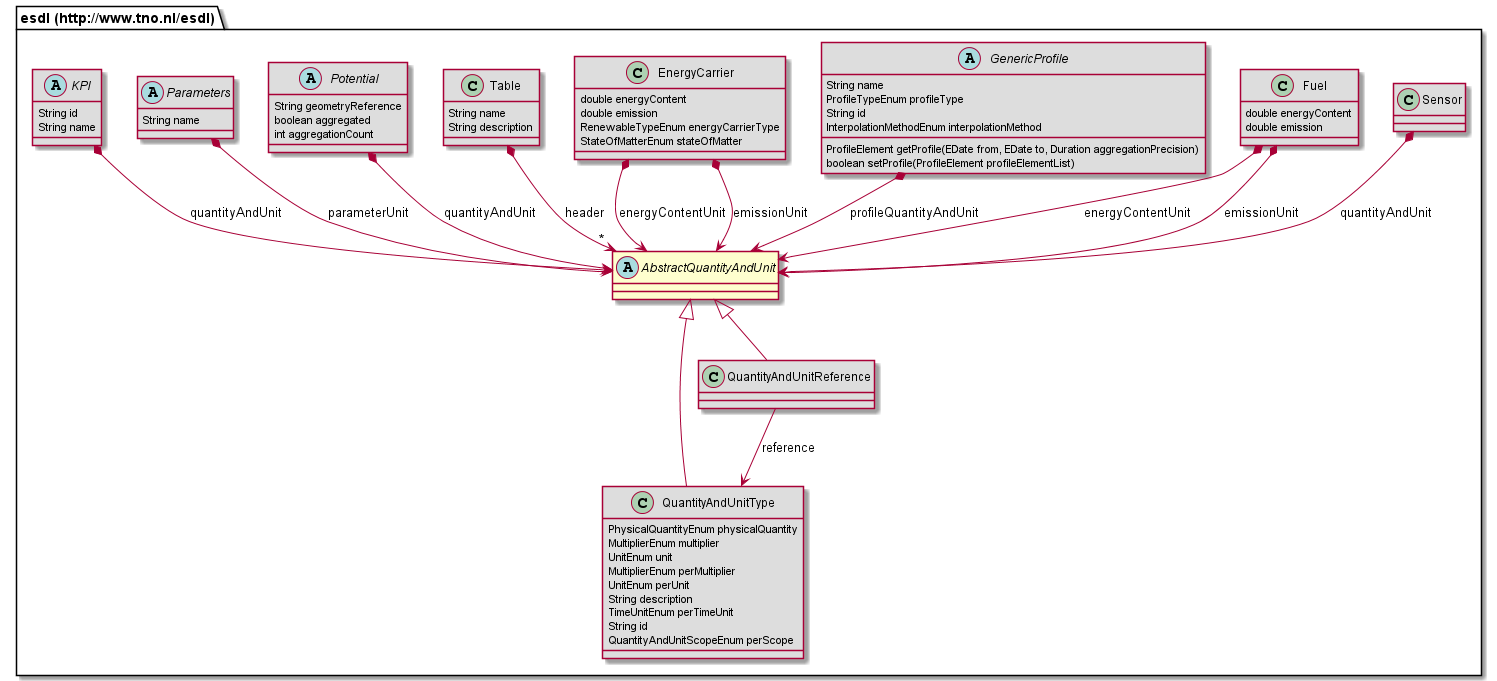 esdl (http://www.tno.nl/esdl)
A KPI
String id
String name
A Parameters
String name
A Potential
String geometryReference
boolean aggregated
int aggregationCount
C Table
String name
String description
C EnergyCarrier
double energyContent
double emission
RenewableTypeEnum energyCarrierType
StateOfMatterEnum stateOfMatter
A GenericProfile
String name
ProfileTypeEnum profileType
String id
InterpolationMethodEnum interpolationMethod
ProfileElement getProfile(EDate from, EDate to, Duration aggregationPrecision)
boolean setProfile(ProfileElement profileElementList)
C Fuel
double energyContent
double emission
C Sensor
quantityAndUnit
parameterUnit
quantityAndUnit
header
*
energyContentUnit
emissionUnit
profileQuantityAndUnit
energyContentUnit
emissionUnit
quantityAndUnit
A AbstractQuantityAndUnit
C QuantityAndUnitReference
reference
C QuantityAndUnitType
PhysicalQuantityEnum physicalQuantity
MultiplierEnum multiplier
UnitEnum unit
MultiplierEnum perMultiplier
UnitEnum perUnit
String description
TimeUnitEnum perTimeUnit
String id
QuantityAndUnitScopeEnum perScope